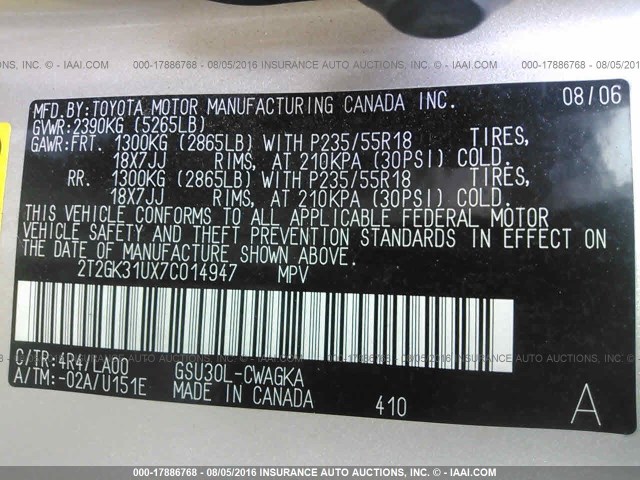 000-17886768 - 08/05/2016 INSURANCE AUTO AUCTIONS, INC. - IAAI.COM
MFD.BY:TOYOTA MOTOR MANUFACTURING CANADA INC. 08/06
GVWR:2390KG (5265LB)
GAWR:FRT. 1300KG (2865LB) WITH P235/55R18 TIRES,
18X7JJ RIMS, AT 210KPA (30PSI) COLD.
RR. 1300KG (2865LB) WITH P235/55R18 TIRES,
18X7JJ RIMS, AT 210KPA (30PSI) COLD.
THIS VEHICLE CONFORMS TO ALL APPLICABLE FEDERAL MOTOR
VEHICLE SAFETY AND THEFT PREVENTION STANDARDS IN EFFECT ON
THE DATE OF MANUFACTURE SHOWN ABOVE.
2T2GK31UX7C014947 MPV
000-17886768 - 08/05/2016 INSURANCE AUTO AUCTIONS, INC. - IAAI.COM
C/TR:4R4/LA00 GSU30L-CWAGKA
A/TM:-02A/U151E MADE IN CANADA 410 A
000-17886768 - 08/05/2016 INSURANCE AUTO AUCTIONS, INC. - IAAI.COM